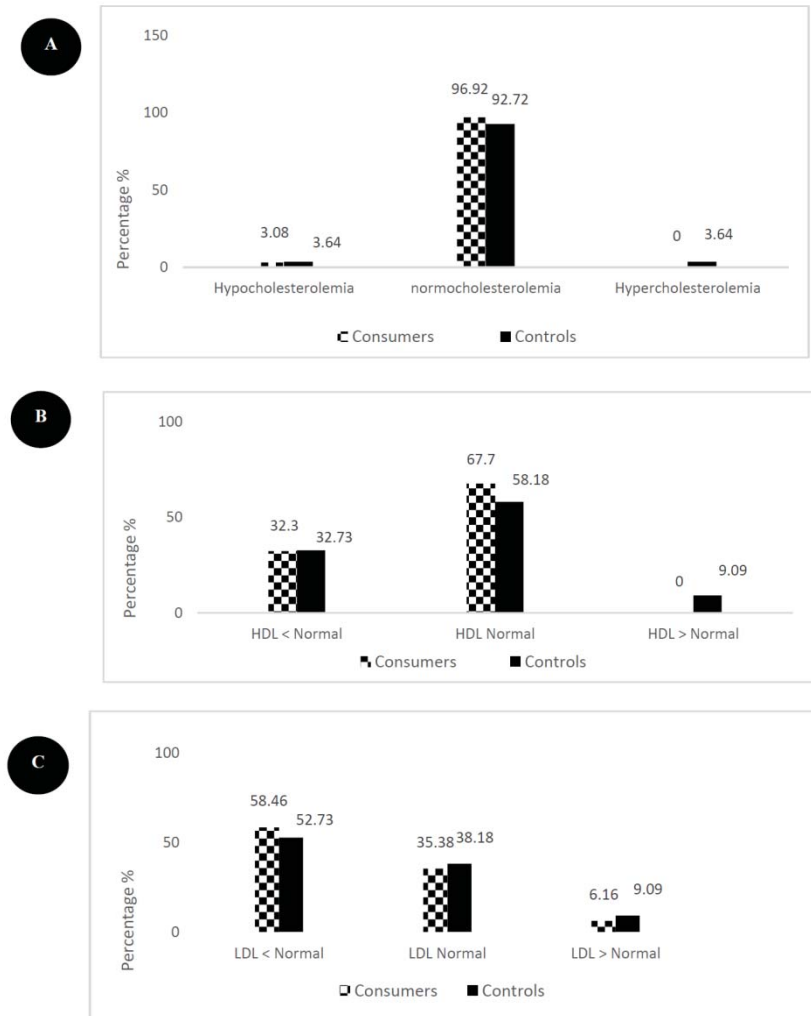 A
150
100
50
0
Percentage %
96.92
92.72
3.08
3.64
0
3.64
Hypocholesterolemia
normocholesterolemia
Hypercholesterolemia
Consumers
Controls
B
100
50
0
Percentage %
67.7
58.18
32.3
32.73
0
9.09
HDL < Normal
HDL Normal
HDL > Normal
Consumers
Controls
C
100
50
0
Percentage %
58.46
52.73
35.38
38.18
6.16
9.09
LDL < Normal
LDL Normal
LDL > Normal
Consumers
Controls